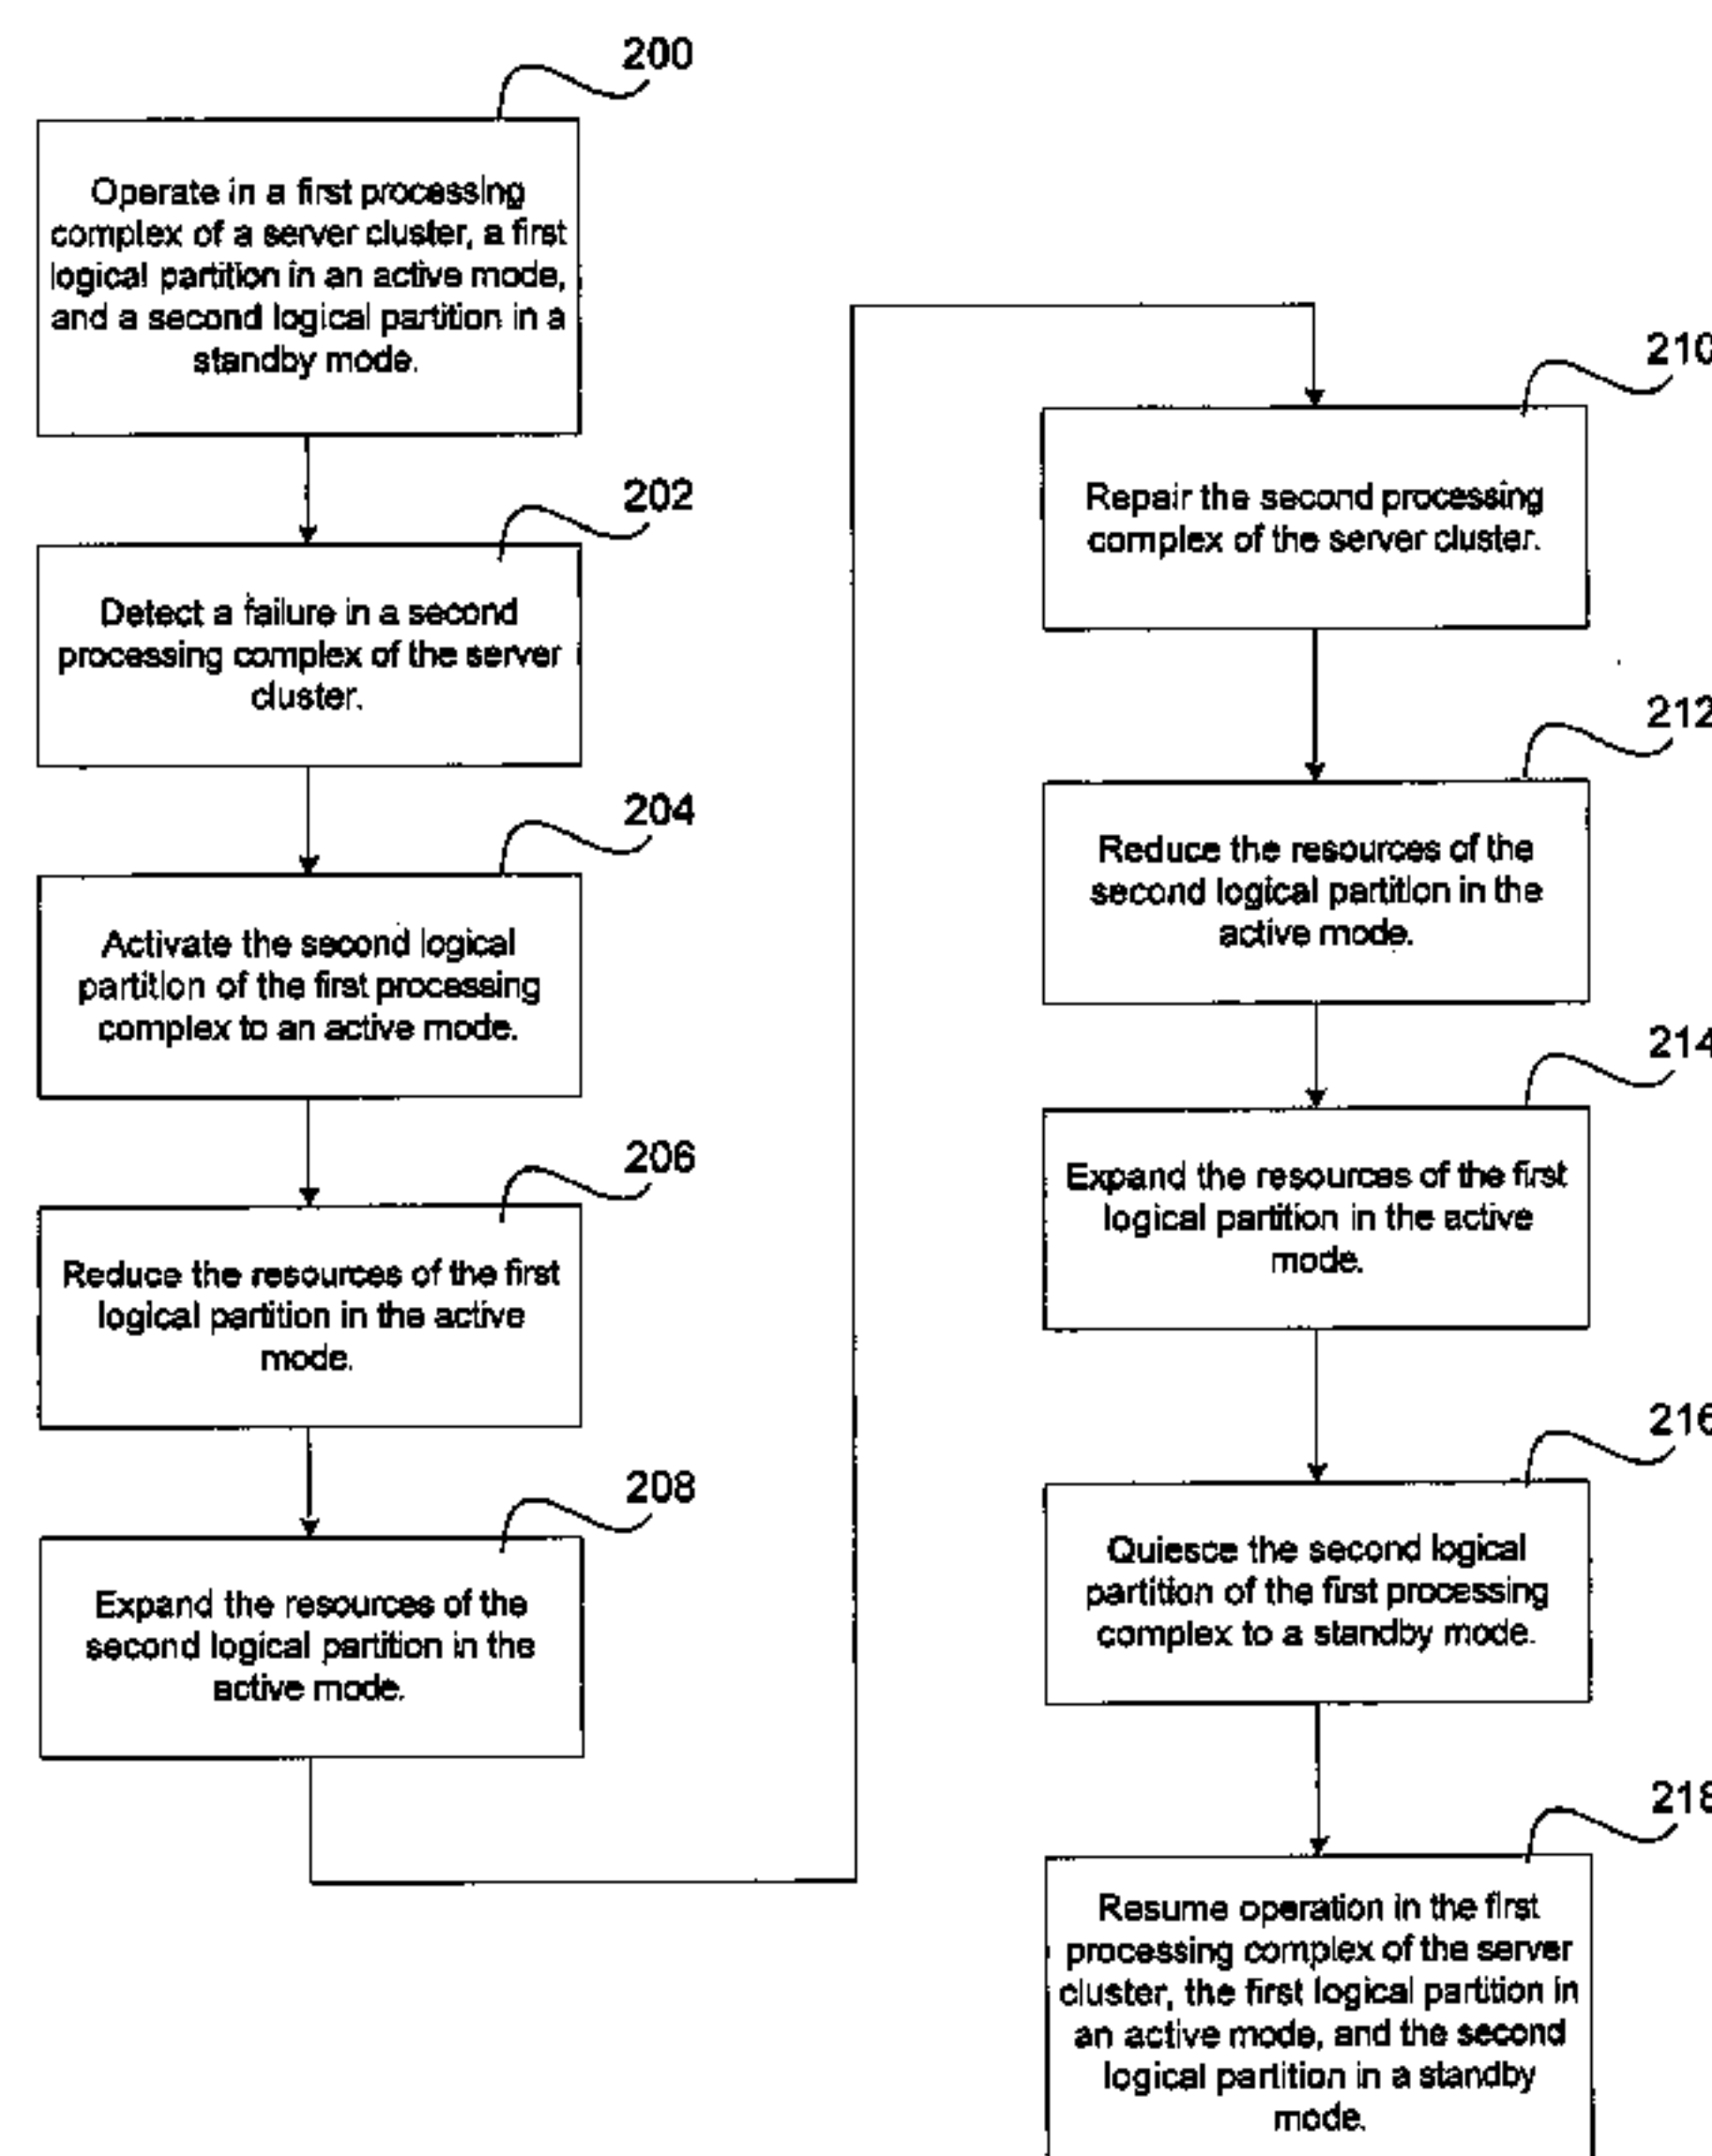 200
Operate in a first processing
complex of a server cluster, a first
logical partition in an active mode,
and a second logical partition in a
standby mode.
202
Detect a failure in a second
processing complex of the server
cluster.
204
Activate the second logical
partition of the first processing
complex to an active mode.
206
Reduce the resources of the first
logical partition in the active
mode.
208
Expand the resources of the
second logical partition in the
active mode.
210
Repair the second processing
complex of the server cluster.
212
Reduce the resources of the
second logical partition in the
active mode.
214
Expand the resources of the first
logical partition in the active
mode.
216
Quiesce the second logical
partition of the first processing
complex to a standby mode.
218
Resume operation in the first
processing complex of the server
cluster, the first logical partition in
an active mode, and the second
logical partition in a standby
mode.